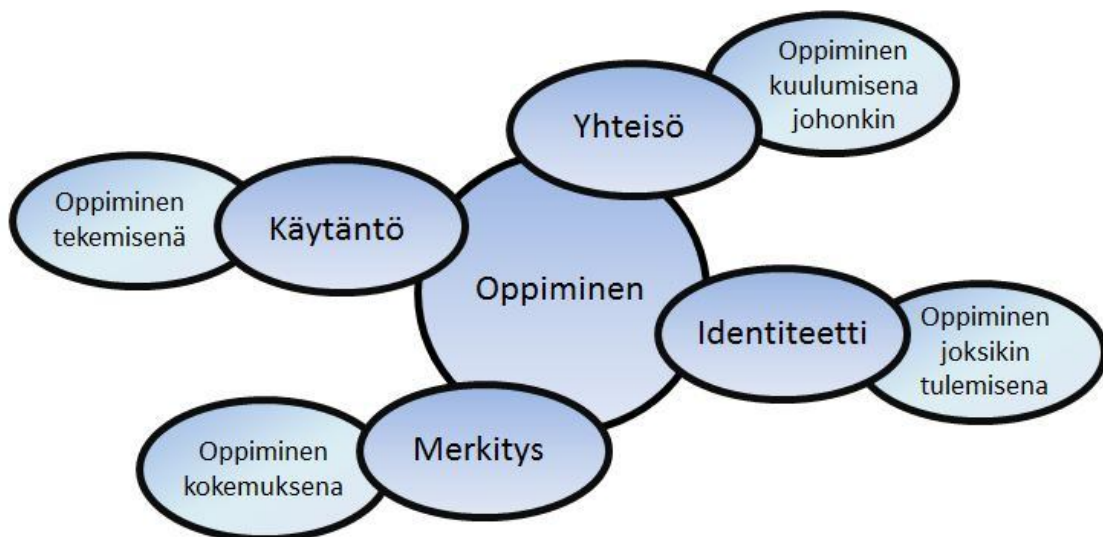 Oppiminen
kuulumisena
johonkin
Yhteisö
Oppiminen
tekemisenä
Käytäntö
Oppiminen
Identiteetti
Oppiminen
joksikin
tulemisena
Merkitys
Oppiminen
kokemuksena